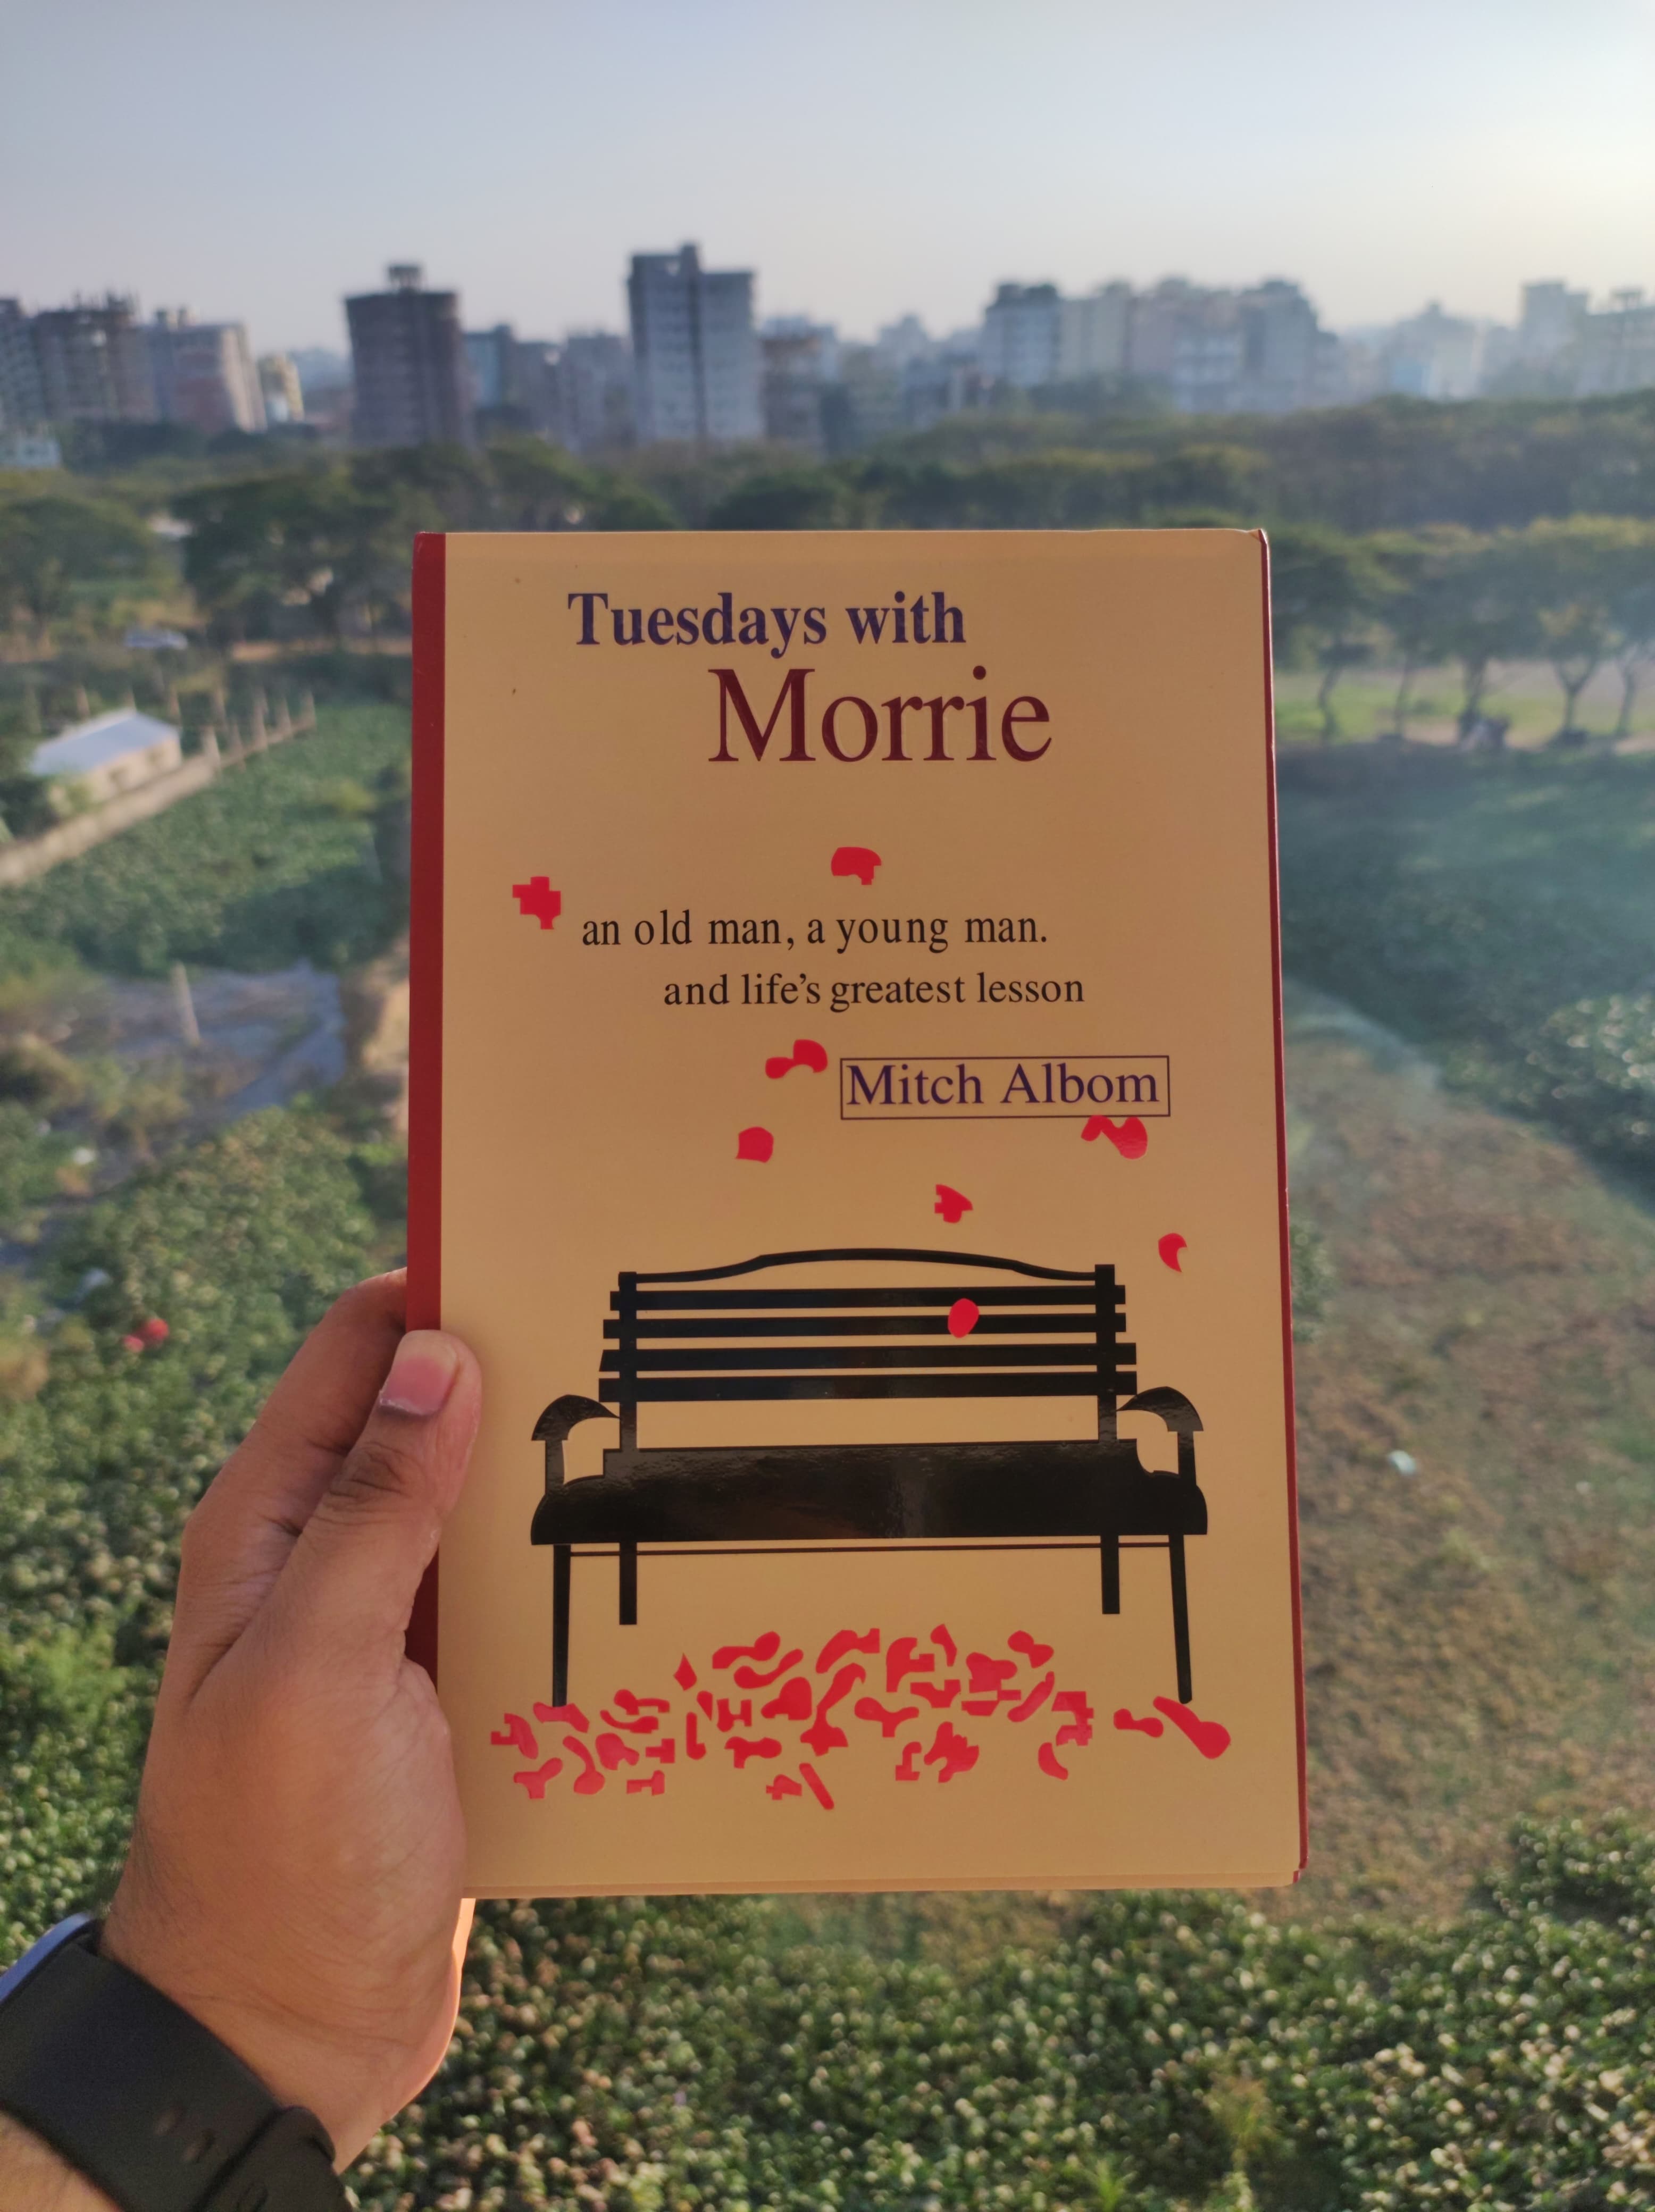 Tuesdays with
Morrie
an old man, a young man.
and life's greatest lesson
Mitch Albom